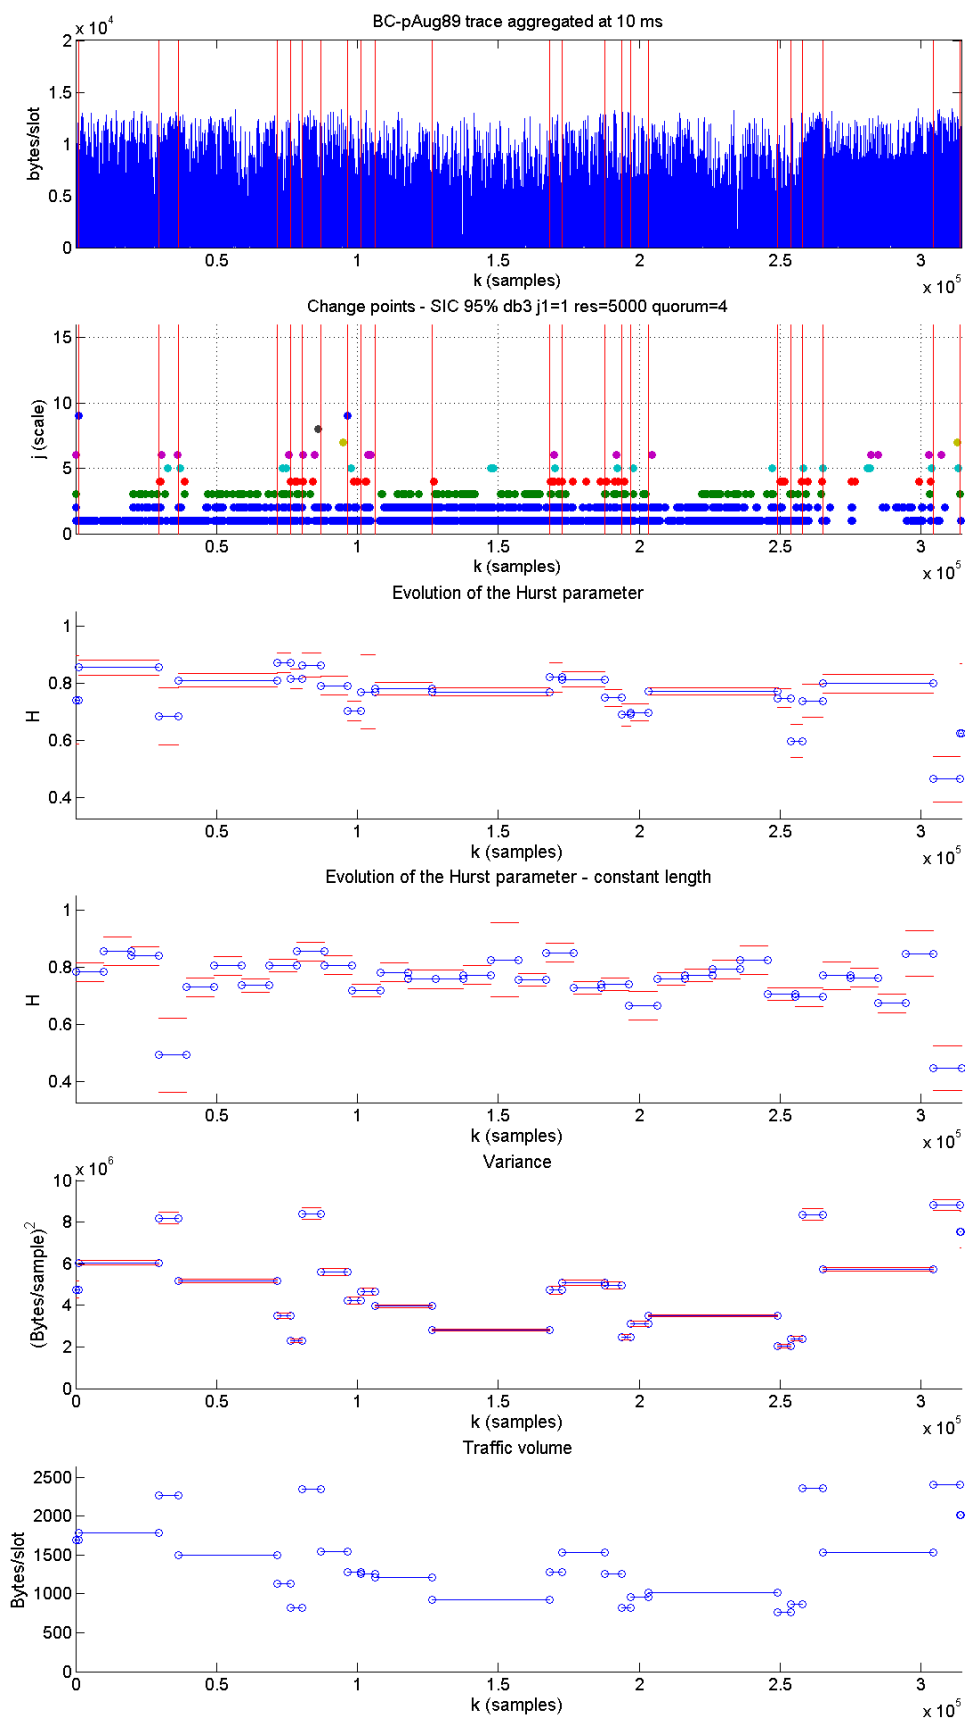 BC-pAug89 trace aggregated at 10 ms
x 10^4
2
1.5
1
0.5
0
bytes/slot
0.5 1 1.5 2 2.5 3
k (samples)
x 10^5
Change points - SIC 95% db3 j1=1 res=5000 quorum=4
15
10
5
0
j (scale)
0.5 1 1.5 2 2.5 3
k (samples)
x 10^5
Evolution of the Hurst parameter
1
0.8
0.6
0.4
H
0.5 1 1.5 2 2.5 3
k (samples)
x 10^5
Evolution of the Hurst parameter - constant length
1
0.8
0.6
0.4
H
0.5 1 1.5 2 2.5 3
k (samples)
x 10^5
Variance
x 10^6
10
8
6
4
2
0
(Bytes/sample)^2
0 0.5 1 1.5 2 2.5 3
k (samples)
x 10^5
Traffic volume
2500
2000
1500
1000
500
0
Bytes/slot
0 0.5 1 1.5 2 2.5 3
k (samples)
x 10^5